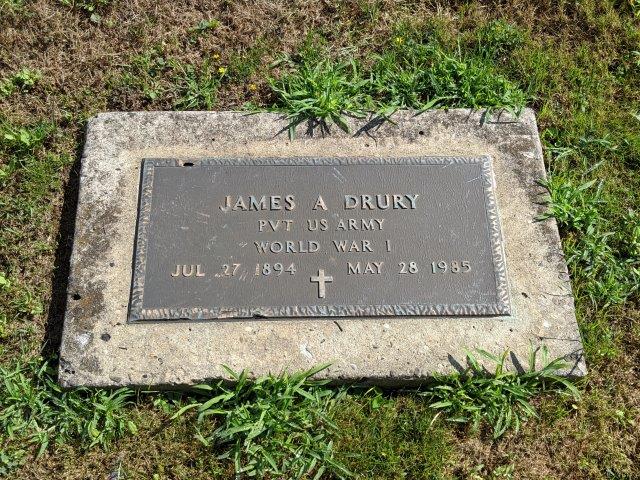 JAMES A DRURY
PVT US ARMY
WORLD WAR I
JUL 27 1894 MAY 28 1985